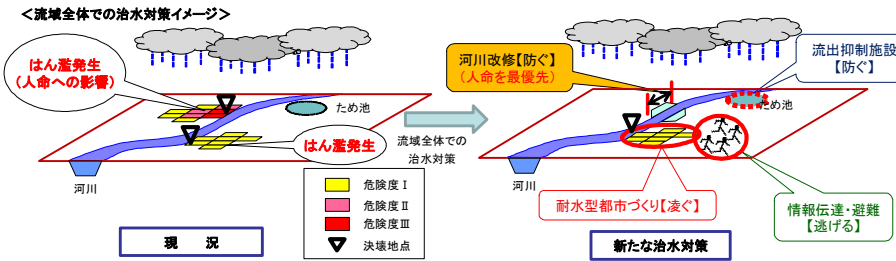 ＜流域全体での治水対策イメージ＞
はん濫発生
（人命への影響）
ため池
はん濫発生
河川
危険度Ⅰ
危険度Ⅱ
危険度Ⅲ
決壊地点
現　況
流域全体での
治水対策
河川改修【防ぐ】
（人命を最優先）
流出抑制施設
【防ぐ】
ため池
河川
耐水型都市づくり【凌ぐ】
情報伝達・避難
【逃げる】
新たな治水対策